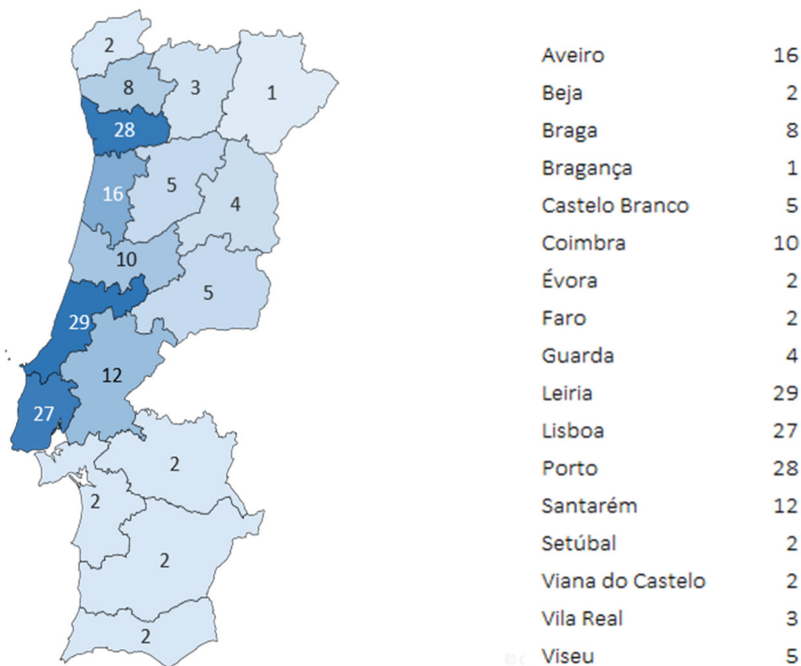 2
8
3
1
28
16
5
4
10
5
29
12
27
2
2
2
2
Aveiro 16
Beja 2
Braga 8
Bragança 1
Castelo Branco 5
Coimbra 10
Évora 2
Faro 2
Guarda 4
Leiria 29
Lisboa 27
Porto 28
Santarém 12
Setúbal 2
Viana do Castelo 2
Vila Real 3
Viseu 5